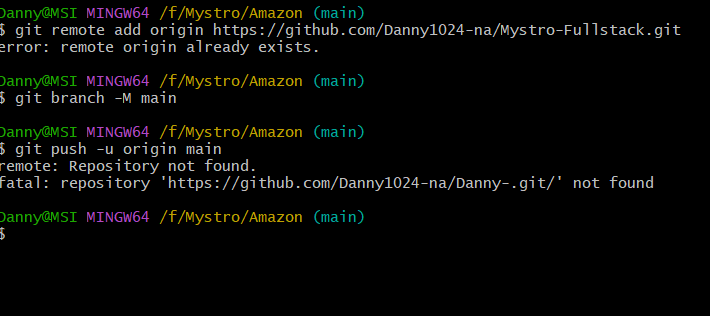 Danny@MSI MINGW64 /f/Mystro/Amazon (main)
$ git remote add origin https://github.com/Danny1024-na/Mystro-Fullstack.git
error: remote origin already exists.
Danny@MSI MINGW64 /f/Mystro/Amazon (main)
$ git branch -M main
Danny@MSI MINGW64 /f/Mystro/Amazon (main)
$ git push -u origin main
remote: Repository not found.
fatal: repository 'https://github.com/Danny1024-na/Danny-.git/' not found
Danny@MSI MINGW64 /f/Mystro/Amazon (main)
$